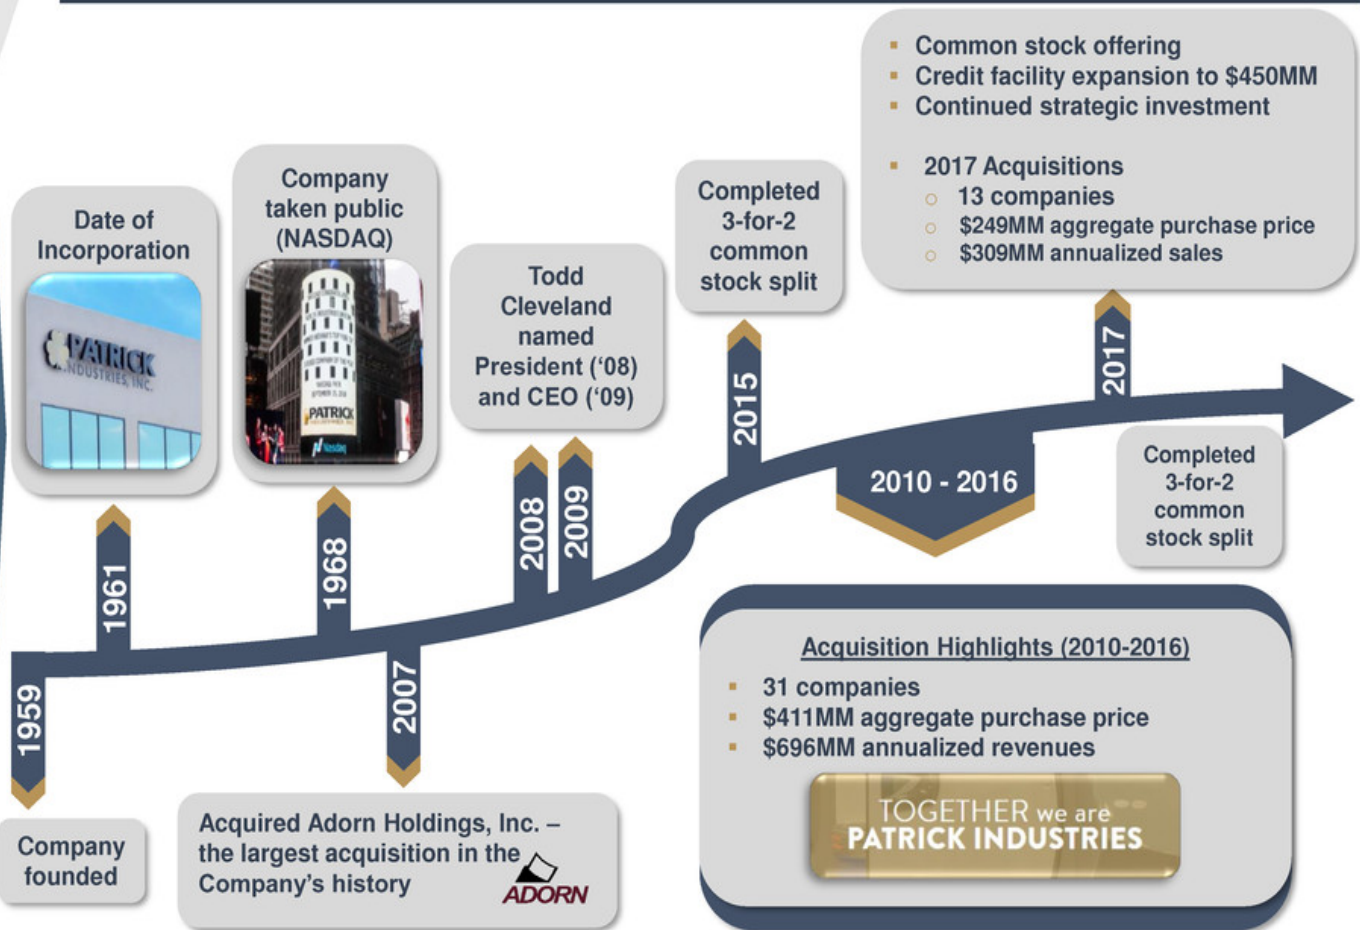 Date of
Incorporation
PATRICK
INDUSTRIES, INC.
Company
taken public
(NASDAQ)
PATRICK
Nasdaq
Todd
Cleveland
named
President (‘08)
and CEO (‘09)
Completed
3-for-2
common
stock split
▪ Common stock offering
▪ Credit facility expansion to $450MM
▪ Continued strategic investment
▪ 2017 Acquisitions
○ 13 companies
○ $249MM aggregate purchase price
○ $309MM annualized sales
1959
1961
1968
2007
2008
2009
2015
2010 - 2016
2017
Completed
3-for-2
common
stock split
Company
founded
Acquired Adorn Holdings, Inc. –
the largest acquisition in the
Company’s history
ADORN
Acquisition Highlights (2010-2016)
▪ 31 companies
▪ $411MM aggregate purchase price
▪ $696MM annualized revenues
TOGETHER we are
PATRICK INDUSTRIES